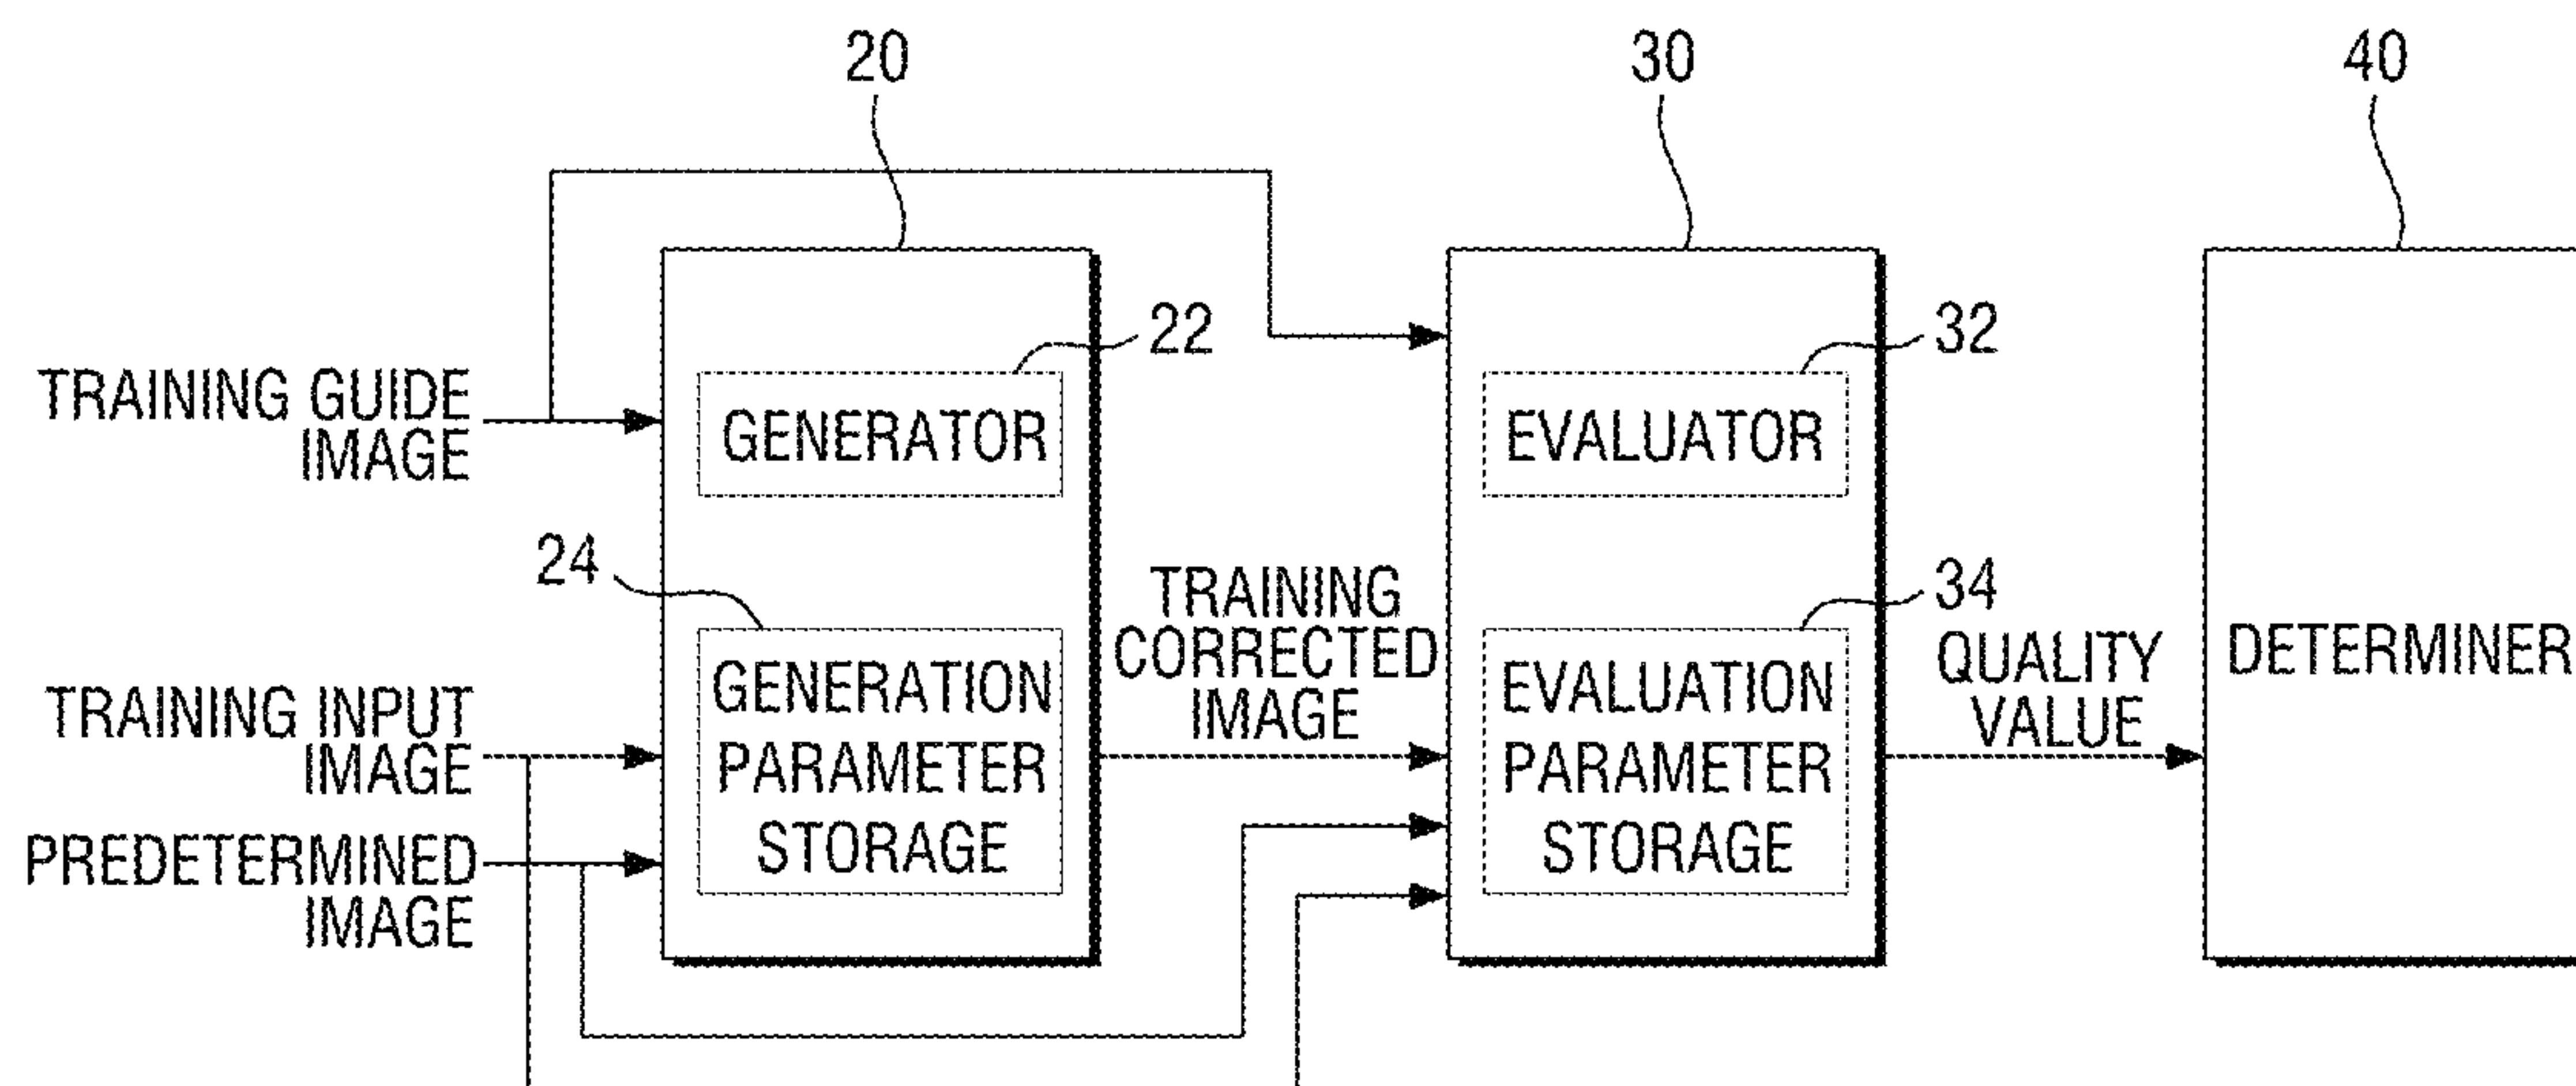 20
30
40
22
32
TRAINING GUIDE
IMAGE
GENERATOR
EVALUATOR
24
34
TRAINING
CORRECTED
IMAGE
GENERATION
PARAMETER
STORAGE
EVALUATION
PARAMETER
STORAGE
QUALITY
VALUE
DETERMINER
TRAINING INPUT
IMAGE
PREDETERMINED
IMAGE